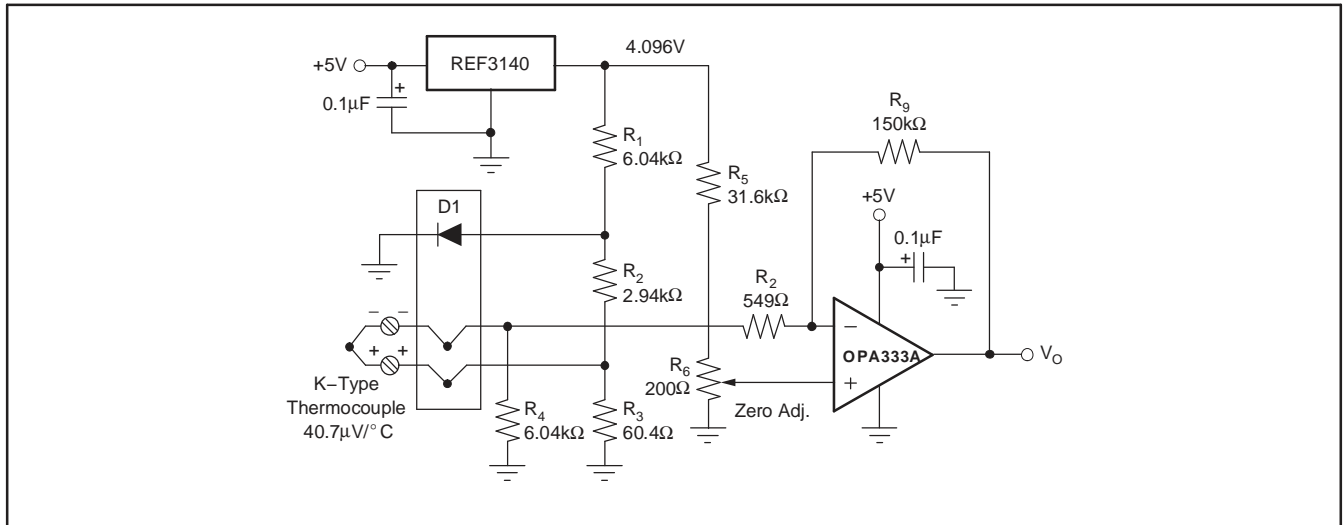 +5V
REF3140
4.096V
+
0.1μF
R1
6.04kΩ
R5
31.6kΩ
R9
150kΩ
+5V
0.1μF
+
D1
R2
2.94kΩ
R2
549Ω
− −
+ +
K−Type
Thermocouple
40.7μV/°C
R4
6.04kΩ
R3
60.4Ω
R6
200Ω
Zero Adj.
−
OPA333A
+
VO